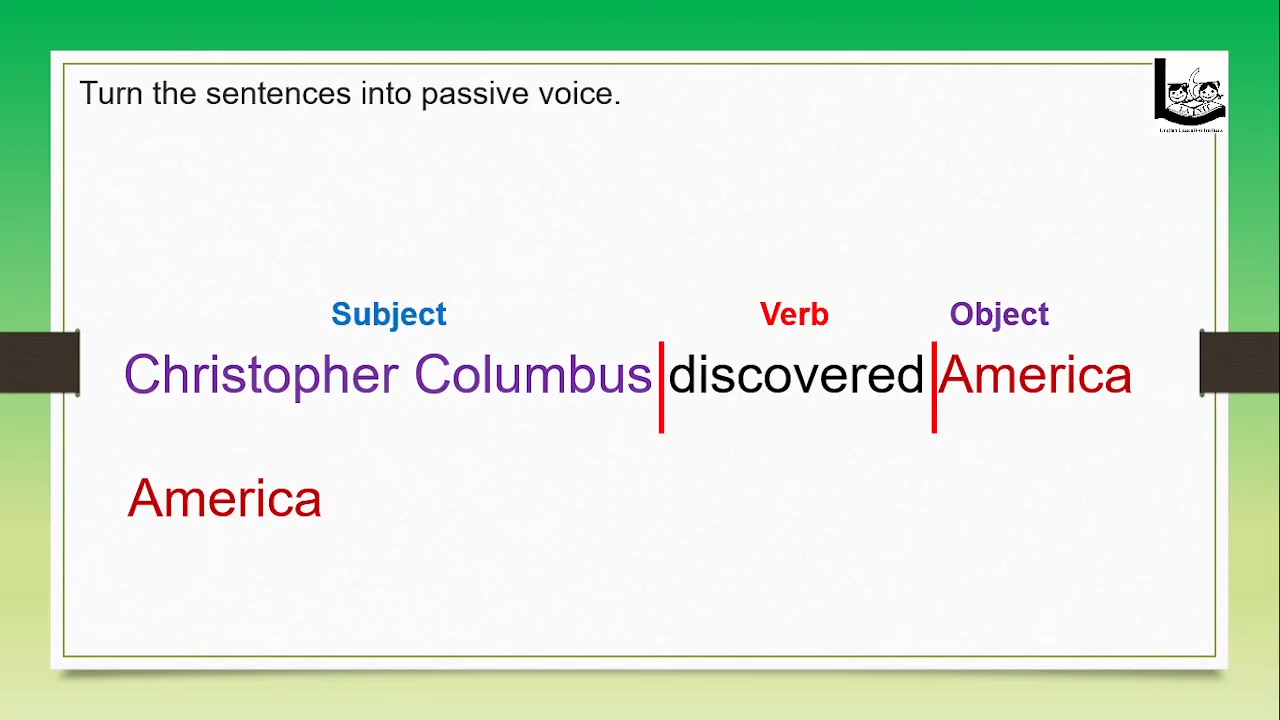 Turn the sentences into passive voice.
Subject Verb Object
Christopher Columbus discovered America
America